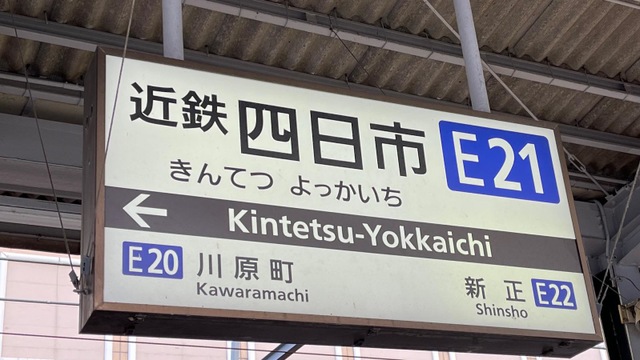 近鉄四日市 E21
きんてつ よっかいち
← Kintetsu-Yokkaichi
E20 川原町 新正 E22
Kawaramachi Shinsho